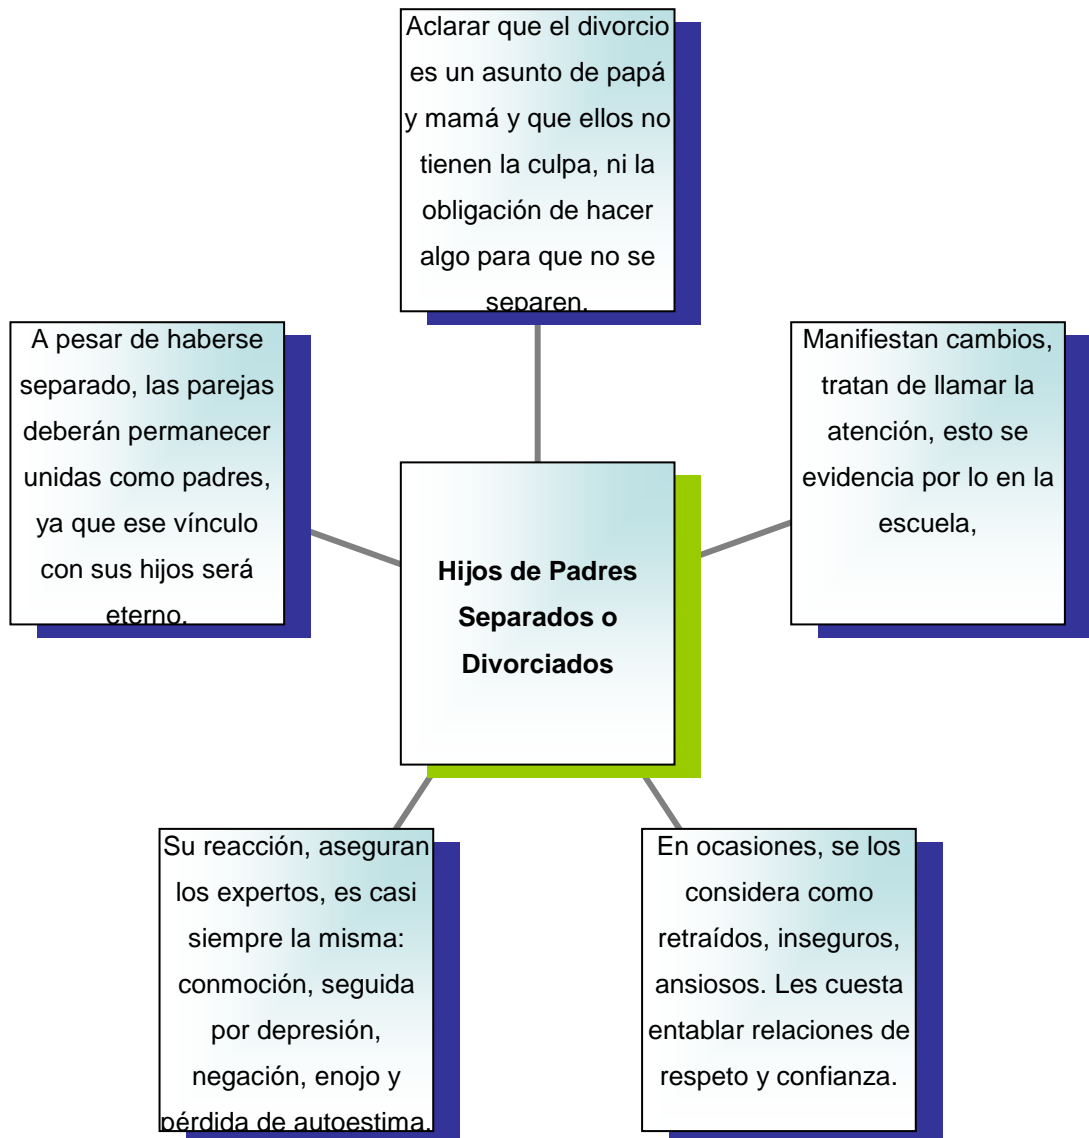 Aclarar que el divorcio
es un asunto de papá
y mamá y que ellos no
tienen la culpa, ni la
obligación de hacer
algo para que no se
separen.
A pesar de haberse
separado, las parejas
deberán permanecer
unidas como padres,
ya que ese vínculo
con sus hijos será
eterno.
Manifiestan cambios,
tratan de llamar la
atención, esto se
evidencia por lo en la
escuela,
Hijos de Padres
Separados o
Divorciados
Su reacción, aseguran
los expertos, es casi
siempre la misma:
conmoción, seguida
por depresión,
negación, enojo y
pérdida de autoestima.
En ocasiones, se los
considera como
retraídos, inseguros,
ansiosos. Les cuesta
entablar relaciones de
respeto y confianza.